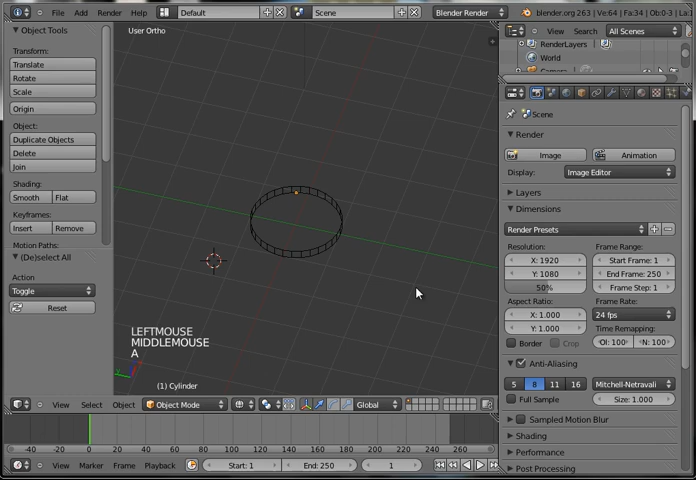 File Add Render Help Default Scene Blender Render blender.org 263 | Ve:64 | Fa:34 | Ob:0-3 | La:
Object Tools
Transform:
Translate
Rotate
Scale
Origin
Object:
Duplicate Objects
Delete
Join
Shading:
Smooth Flat
Keyframes:
Insert Remove
Motion Paths:
(De)select All
Action
Toggle
Reset
User Ortho
LEFTMOUSE
MIDDLEMOUSE
A
y
(1) Cylinder
View Select Object Object Mode Global
-40 -20 0 20 40 60 80 100 120 140 160 180 200 220 240 260
View Marker Frame Playback Start: 1 End: 250 1
View Search All Scenes
RenderLayers
World
Camera
Scene
Render
Image Animation
Display: Image Editor
Layers
Dimensions
Render Presets
Resolution: Frame Range:
X: 1920 Start Frame: 1
Y: 1080 End Frame: 250
50% Frame Step: 1
Aspect Ratio: Frame Rate:
X: 1.000 24 fps
Y: 1.000 Time Remapping:
Border Crop O!: 100 N: 100
Anti-Aliasing
5 8 11 16 Mitchell-Netravali
Full Sample Size: 1.000
Sampled Motion Blur
Shading
Performance
Post Processing